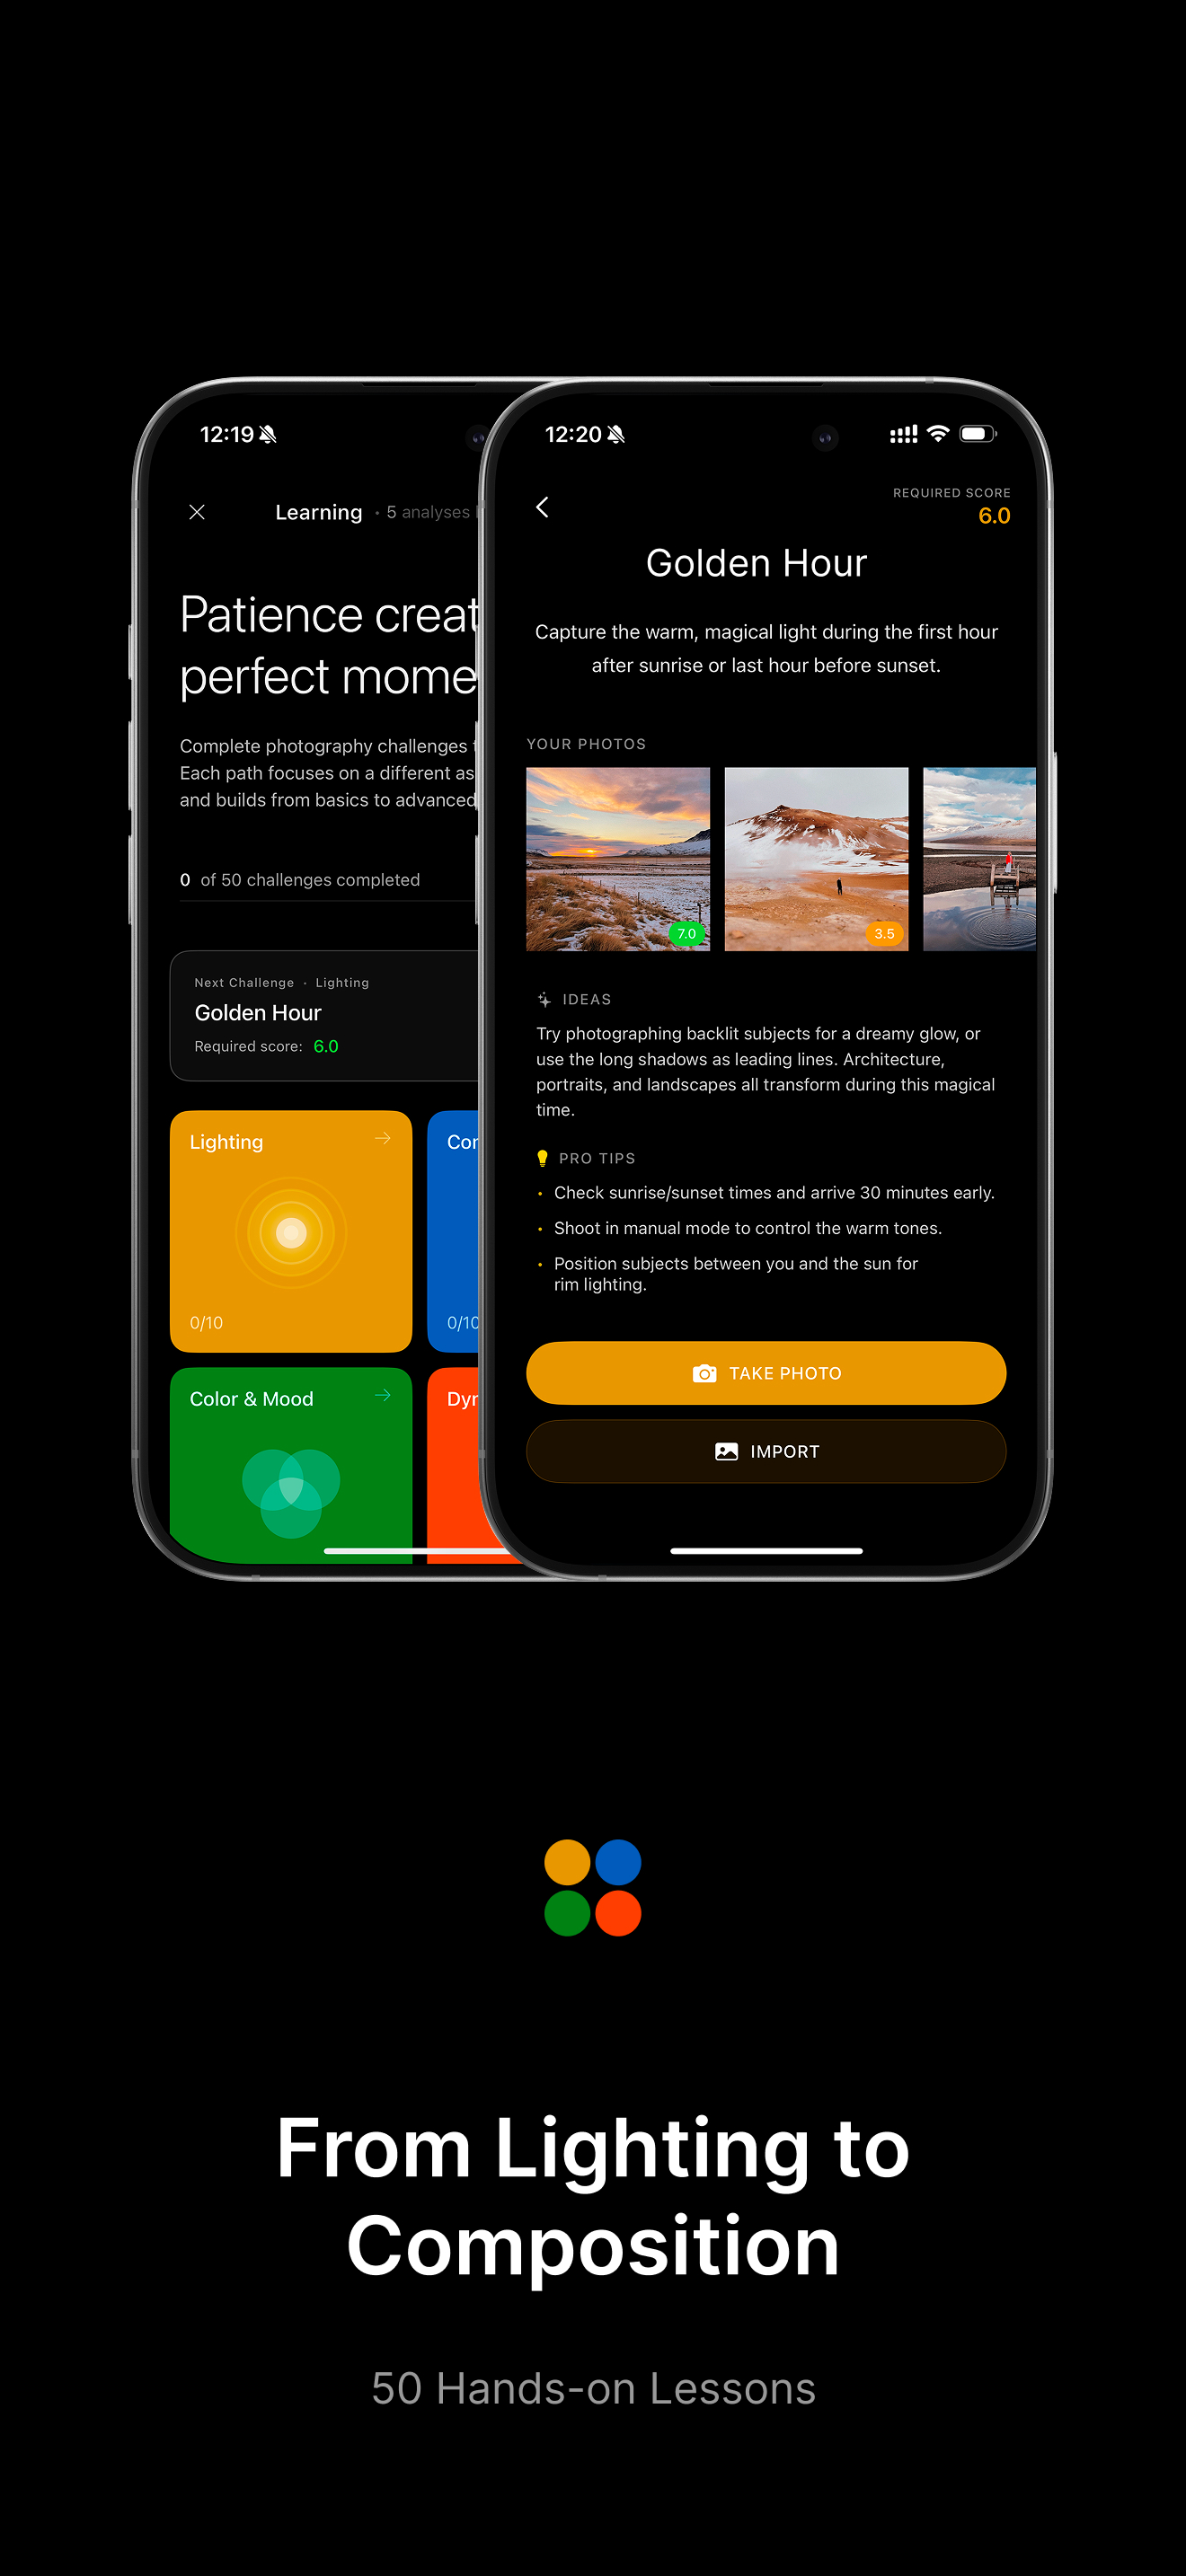 12:19
Learning • 5 analyses
Patience
perfect
Complete photography challenges
Each path focuses on a different
and builds from basics to advanced
0 of 50 challenges completed
Next Challenge • Lighting
Golden Hour
Required score: 6.0
Lighting
0/10
0/10
Color & Mood
12:20
REQUIRED SCORE
6.0
Golden Hour
Capture the warm, magical light during the first hour
after sunrise or last hour before sunset.
YOUR PHOTOS
7.0
3.5
IDEAS
Try photographing backlit subjects for a dreamy glow, or
use the long shadows as leading lines. Architecture,
portraits, and landscapes all transform during this magical
time.
PRO TIPS
• Check sunrise/sunset times and arrive 30 minutes early.
• Shoot in manual mode to control the warm tones.
• Position subjects between you and the sun for
rim lighting.
TAKE PHOTO
IMPORT
From Lighting to
Composition
50 Hands-on Lessons